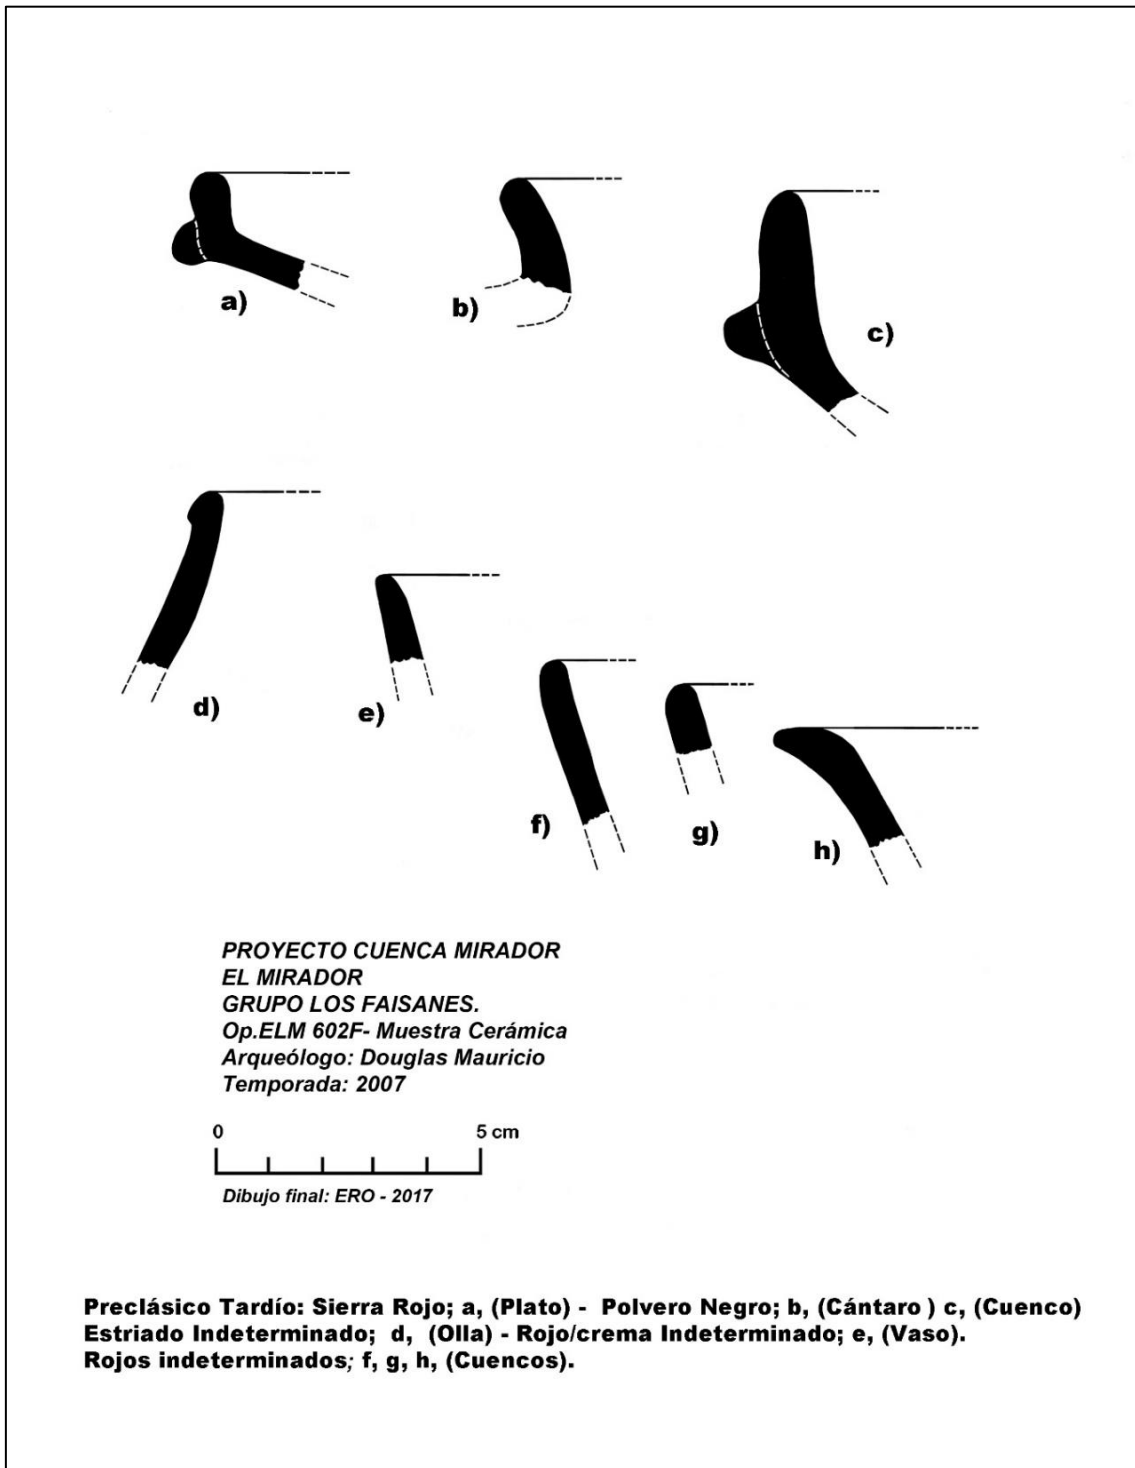 a)
b)
c)
d)
e)
f)
g)
h)
PROYECTO CUENCA MIRADOR
EL MIRADOR
GRUPO LOS FAISANES.
Op.ELM 602F- Muestra Cerámica
Arqueólogo: Douglas Mauricio
Temporada: 2007
0 5 cm
Dibujo final: ERO - 2017
Preclásico Tardío: Sierra Rojo; a, (Plato) - Polvero Negro; b, (Cántaro ) c, (Cuenco)
Estriado Indeterminado; d, (Olla) - Rojo/crema Indeterminado; e, (Vaso).
Rojos indeterminados; f, g, h, (Cuencos).